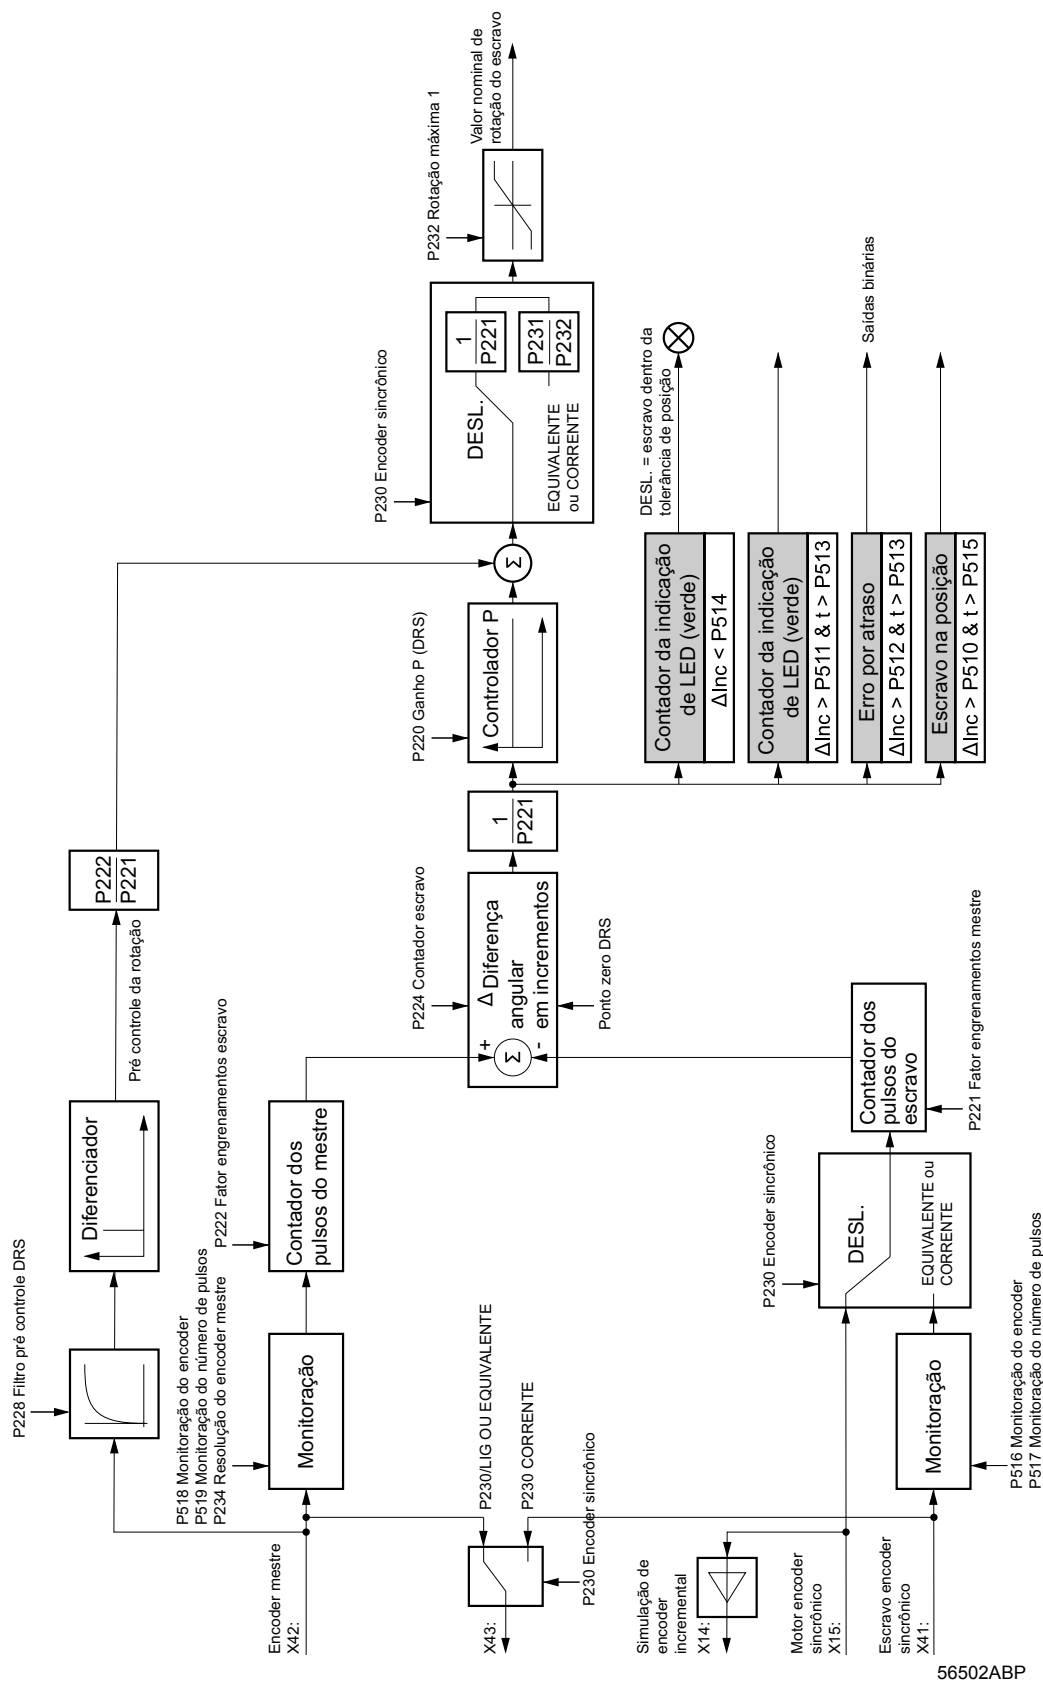 P228 Filtro pré controle DRS
Diferenciador
Pré controle da rotação
P222
P221
P518 Monitoração do encoder
P519 Monitoração do número de pulsos
P234 Resolução do encoder mestre
P222 Fator engrenamentos escravo
Encoder mestre
X42:
Monitoração
Contador dos
pulsos do mestre
P230/LIG OU EQUIVALENTE
P230 CORRENTE
P230 Encoder sincrônico
X43:
P224 Contador escravo
Δ Diferença
angular
em incrementos
+
Σ
-
Ponto zero DRS
1
P221
P220 Ganho P (DRS)
Controlador P
Σ
P230 Encoder sincrônico
DESL.
1
P221
EQUIVALENTE
ou CORRENTE
P231
P232
P232 Rotação máxima 1
Valor nominal de
rotação do escravo
Simulação de
encoder
incremental
X14:
Motor encoder
sincrônico
X15:
Escravo encoder
sincrônico
X41:
P230 Encoder sincrônico
DESL.
EQUIVALENTE ou
CORRENTE
Monitoração
P516 Monitoração do encoder
P517 Monitoração do número de pulsos
Contador dos
pulsos do
escravo
P221 Fator engrenamentos mestre
Contador da indicação
de LED (verde)
ΔInc < P514
DESL. = escravo dentro da
tolerância de posição
Contador da indicação
de LED (verde)
ΔInc > P511 & t > P513
Erro por atraso
ΔInc > P512 & t > P513
Escravo na posição
ΔInc > P510 & t > P515
Saídas binárias
56502ABP